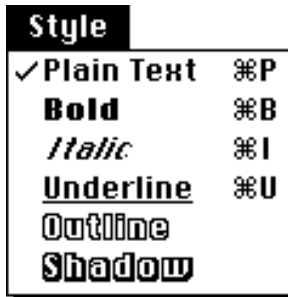 Style
✓Plain Text ⌘P
Bold ⌘B
Italic ⌘I
Underline ⌘U
Outline
Shadow